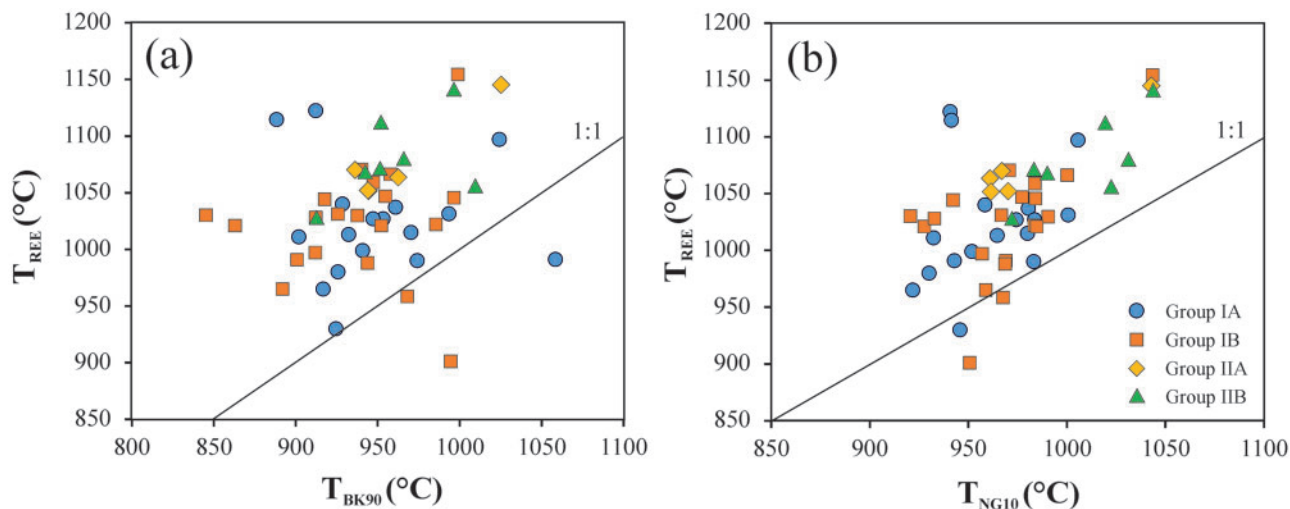 (a)
1:1
1200
1150
1100
1050
1000
950
900
850
800 850 900 950 1000 1050 1100
T_REE (°C)
T_BK90 (°C)
(b)
1:1
1200
1150
1100
1050
1000
950
900
850
850 900 950 1000 1050 1100
T_REE (°C)
T_NG10 (°C)
Group IA
Group IB
Group IIA
Group IIB